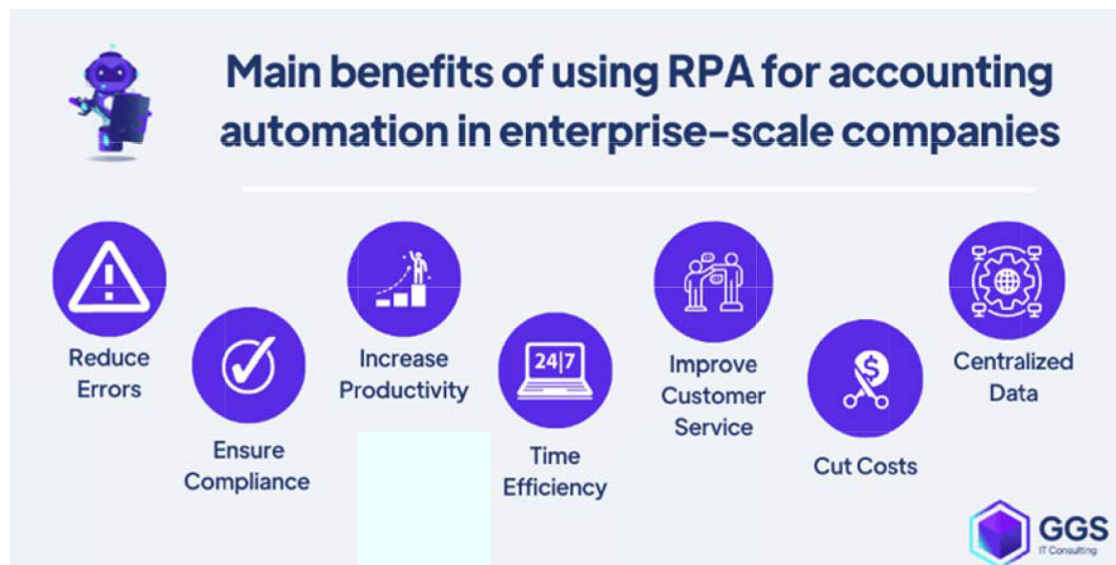 Main benefits of using RPA for accounting
automation in enterprise-scale companies
Reduce
Errors
Ensure
Compliance
Increase
Productivity
24|7
Time
Efficiency
Improve
Customer
Service
$
Cut Costs
Centralized
Data
GGS
IT Consulting